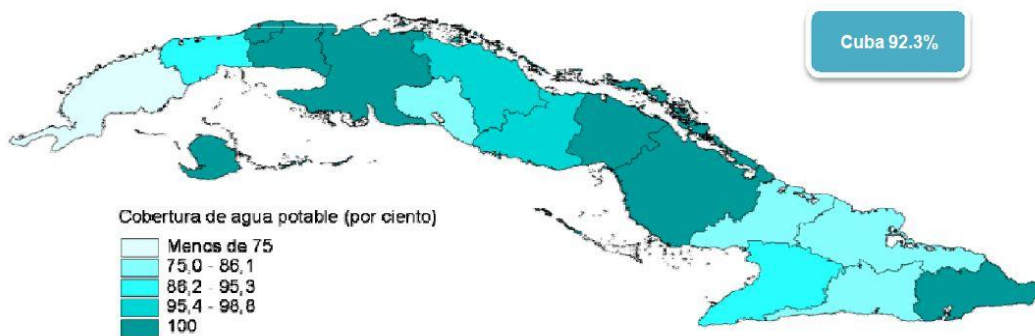 Cuba 92.3%
Cobertura de agua potable (por ciento)
Menos de 75
75,0 - 86,1
86,2 - 95,3
95,4 - 98,8
100